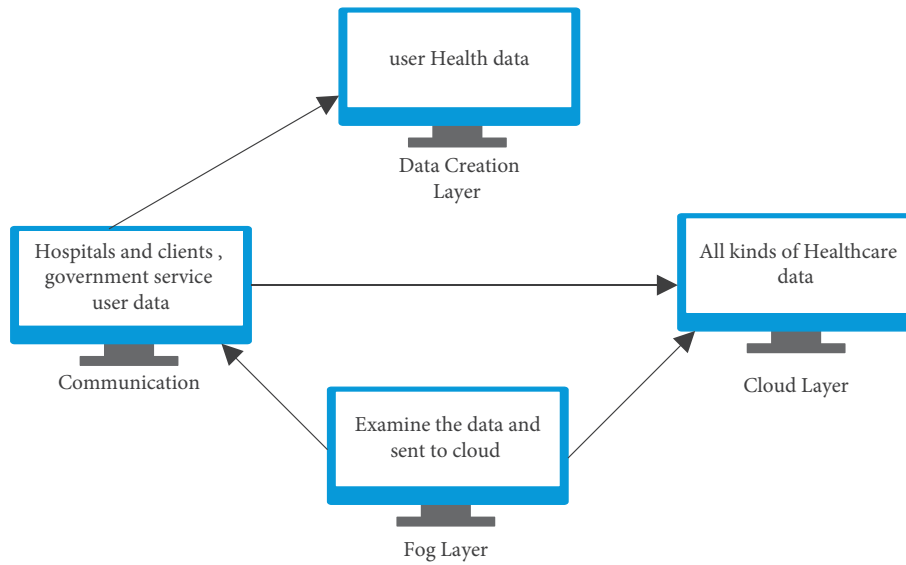 user Health data
Data Creation
Layer
Hospitals and clients ,
government service
user data
Communication
All kinds of Healthcare
data
Cloud Layer
Examine the data and
sent to cloud
Fog Layer